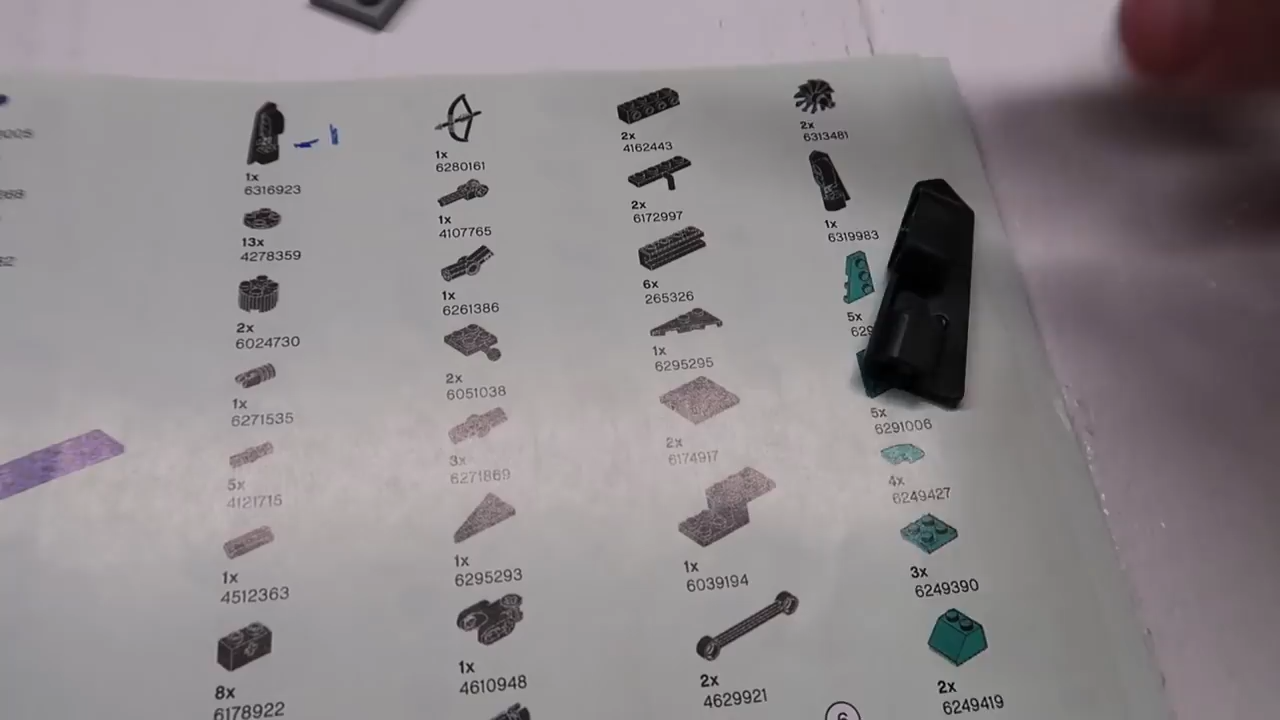 1x
6316923
13x
4278359
2x
6024730
1x
6271535
5x
4121715
1x
4512363
8x
6178922
1x
6280161
1x
4107765
1x
6261386
2x
6051038
3x
6271869
1x
6295293
1x
4610948
2x
4162443
2x
6172997
6x
265326
1x
6295295
2x
6174917
1x
6039194
2x
4629921
2x
6313481
1x
6319983
5x
5x
6291006
4x
6249427
3x
6249390
2x
6249419